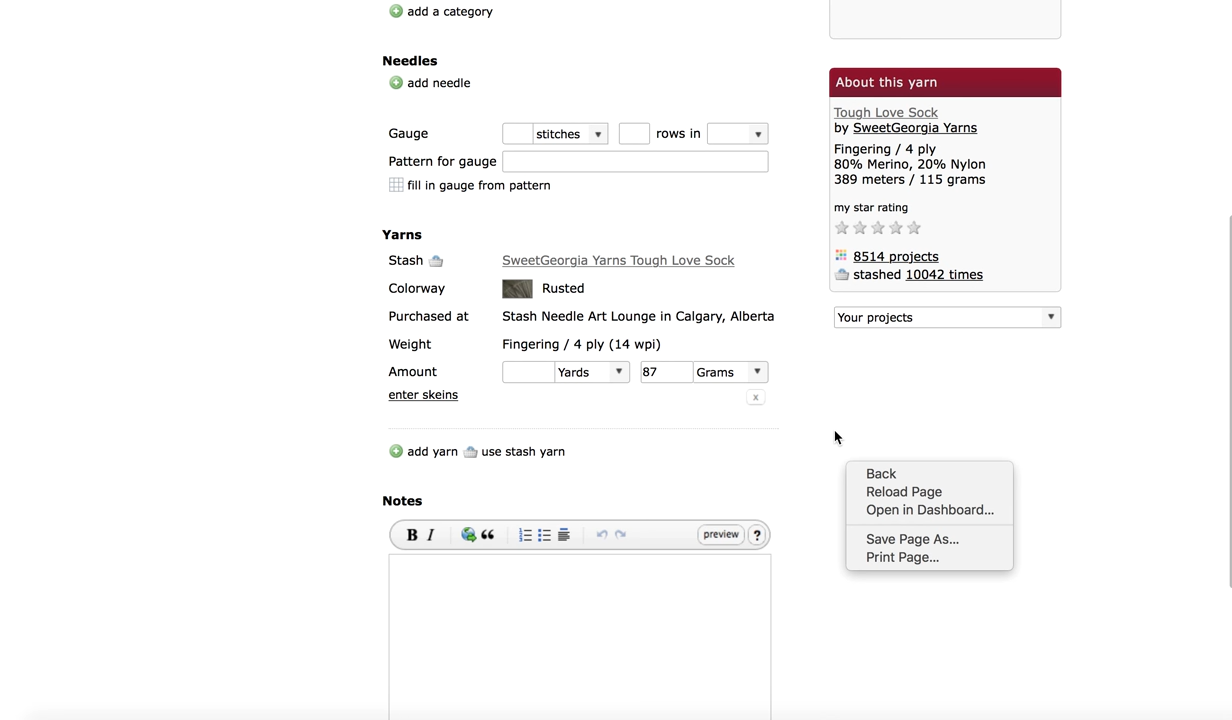 add a category
Needles
add needle
Gauge stitches rows in
Pattern for gauge
fill in gauge from pattern
Yarns
Stash SweetGeorgia Yarns Tough Love Sock
Colorway Rusted
Purchased at Stash Needle Art Lounge in Calgary, Alberta
Weight Fingering / 4 ply (14 wpi)
Amount Yards 87 Grams
enter skeins x
add yarn use stash yarn
Notes
B I preview ?
About this yarn
Tough Love Sock
by SweetGeorgia Yarns
Fingering / 4 ply
80% Merino, 20% Nylon
389 meters / 115 grams
my star rating
8514 projects
stashed 10042 times
Your projects
Back
Reload Page
Open in Dashboard...
Save Page As...
Print Page...